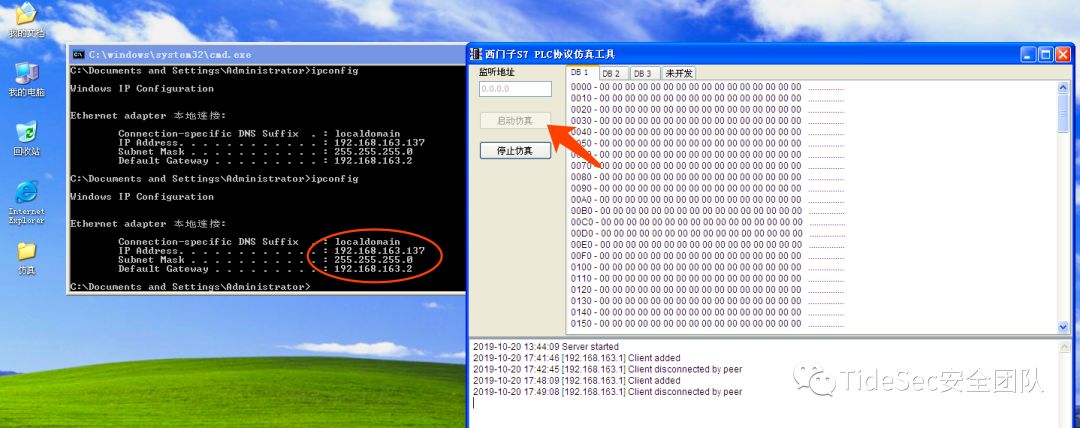 我的文档
我的电脑
回收站
Internet
Explorer
仿真
C:\windows\system32\cmd.exe
C:\Documents and Settings\Administrator>ipconfig
Windows IP Configuration
Ethernet adapter 本地连接:
Connection-specific DNS Suffix . : localdomain
IP Address. . . . . . . . . . . . : 192.168.163.137
Subnet Mask . . . . . . . . . . . : 255.255.255.0
Default Gateway . . . . . . . . . : 192.168.163.2
C:\Documents and Settings\Administrator>ipconfig
Windows IP Configuration
Ethernet adapter 本地连接:
Connection-specific DNS Suffix . : localdomain
IP Address. . . . . . . . . . . . : 192.168.163.137
Subnet Mask . . . . . . . . . . . : 255.255.255.0
Default Gateway . . . . . . . . . : 192.168.163.2
C:\Documents and Settings\Administrator>
西门子S7 PLC协议仿真工具
监听地址
0.0.0.0
启动仿真
停止仿真
DB 1 DB 2 DB 3 未开发
0000 - 00 00 00 00 00 00 00 00 00 00 00 00 00 00 00 00 ................
0010 - 00 00 00 00 00 00 00 00 00 00 00 00 00 00 00 00 ................
0020 - 00 00 00 00 00 00 00 00 00 00 00 00 00 00 00 00 ................
0030 - 00 00 00 00 00 00 00 00 00 00 00 00 00 00 00 00 ................
0040 - 00 00 00 00 00 00 00 00 00 00 00 00 00 00 00 00 ................
50 - 00 00 00 00 00 00 00 00 00 00 00 00 00 00 00 00 ................
00 00 00 00 00 00 00 00 00 00 00 00 00 00 00 ................
0070 00 00 00 00 00 00 00 00 00 00 00 00 00 00 00 ................
0080 - 00 00 00 00 00 00 00 00 00 00 00 00 00 00 00 00 ................
0090 - 00 00 00 00 00 00 00 00 00 00 00 00 00 00 00 00 ................
00A0 - 00 00 00 00 00 00 00 00 00 00 00 00 00 00 00 00 ................
00B0 - 00 00 00 00 00 00 00 00 00 00 00 00 00 00 00 00 ................
00C0 - 00 00 00 00 00 00 00 00 00 00 00 00 00 00 00 00 ................
00D0 - 00 00 00 00 00 00 00 00 00 00 00 00 00 00 00 00 ................
00E0 - 00 00 00 00 00 00 00 00 00 00 00 00 00 00 00 00 ................
00F0 - 00 00 00 00 00 00 00 00 00 00 00 00 00 00 00 00 ................
0100 - 00 00 00 00 00 00 00 00 00 00 00 00 00 00 00 00 ................
0110 - 00 00 00 00 00 00 00 00 00 00 00 00 00 00 00 00 ................
0120 - 00 00 00 00 00 00 00 00 00 00 00 00 00 00 00 00 ................
0130 - 00 00 00 00 00 00 00 00 00 00 00 00 00 00 00 00 ................
0140 - 00 00 00 00 00 00 00 00 00 00 00 00 00 00 00 00 ................
0150 - 00 00 00 00 00 00 00 00 00 00 00 00 00 00 00 00 ................
2019-10-20 13:44:09 Server started
2019-10-20 17:41:46 [192.168.163.1] Client added
2019-10-20 17:42:45 [192.168.163.1] Client disconnected by peer
2019-10-20 17:48:09 [192.168.163.1] Client added
2019-10-20 17:49:08 [192.168.163.1] Client disconnected by peer
TideSec安全团队